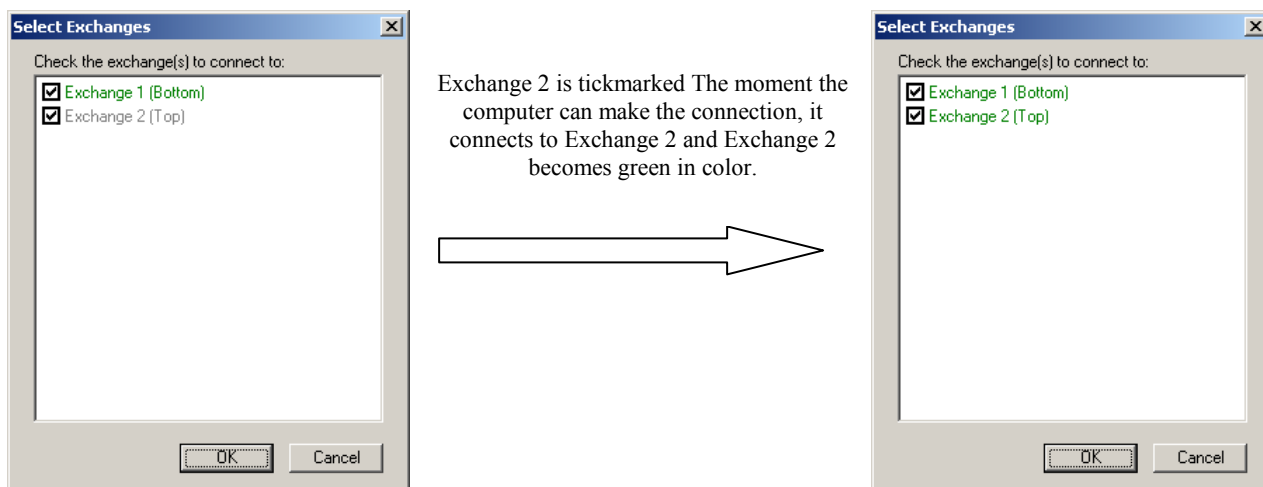 Select Exchanges
Check the exchange(s) to connect to:
Exchange 1 (Bottom)
Exchange 2 (Top)
OK
Cancel
Exchange 2 is tickmarked The moment the
computer can make the connection, it
connects to Exchange 2 and Exchange 2
becomes green in color.
Select Exchanges
Check the exchange(s) to connect to:
Exchange 1 (Bottom)
Exchange 2 (Top)
OK
Cancel